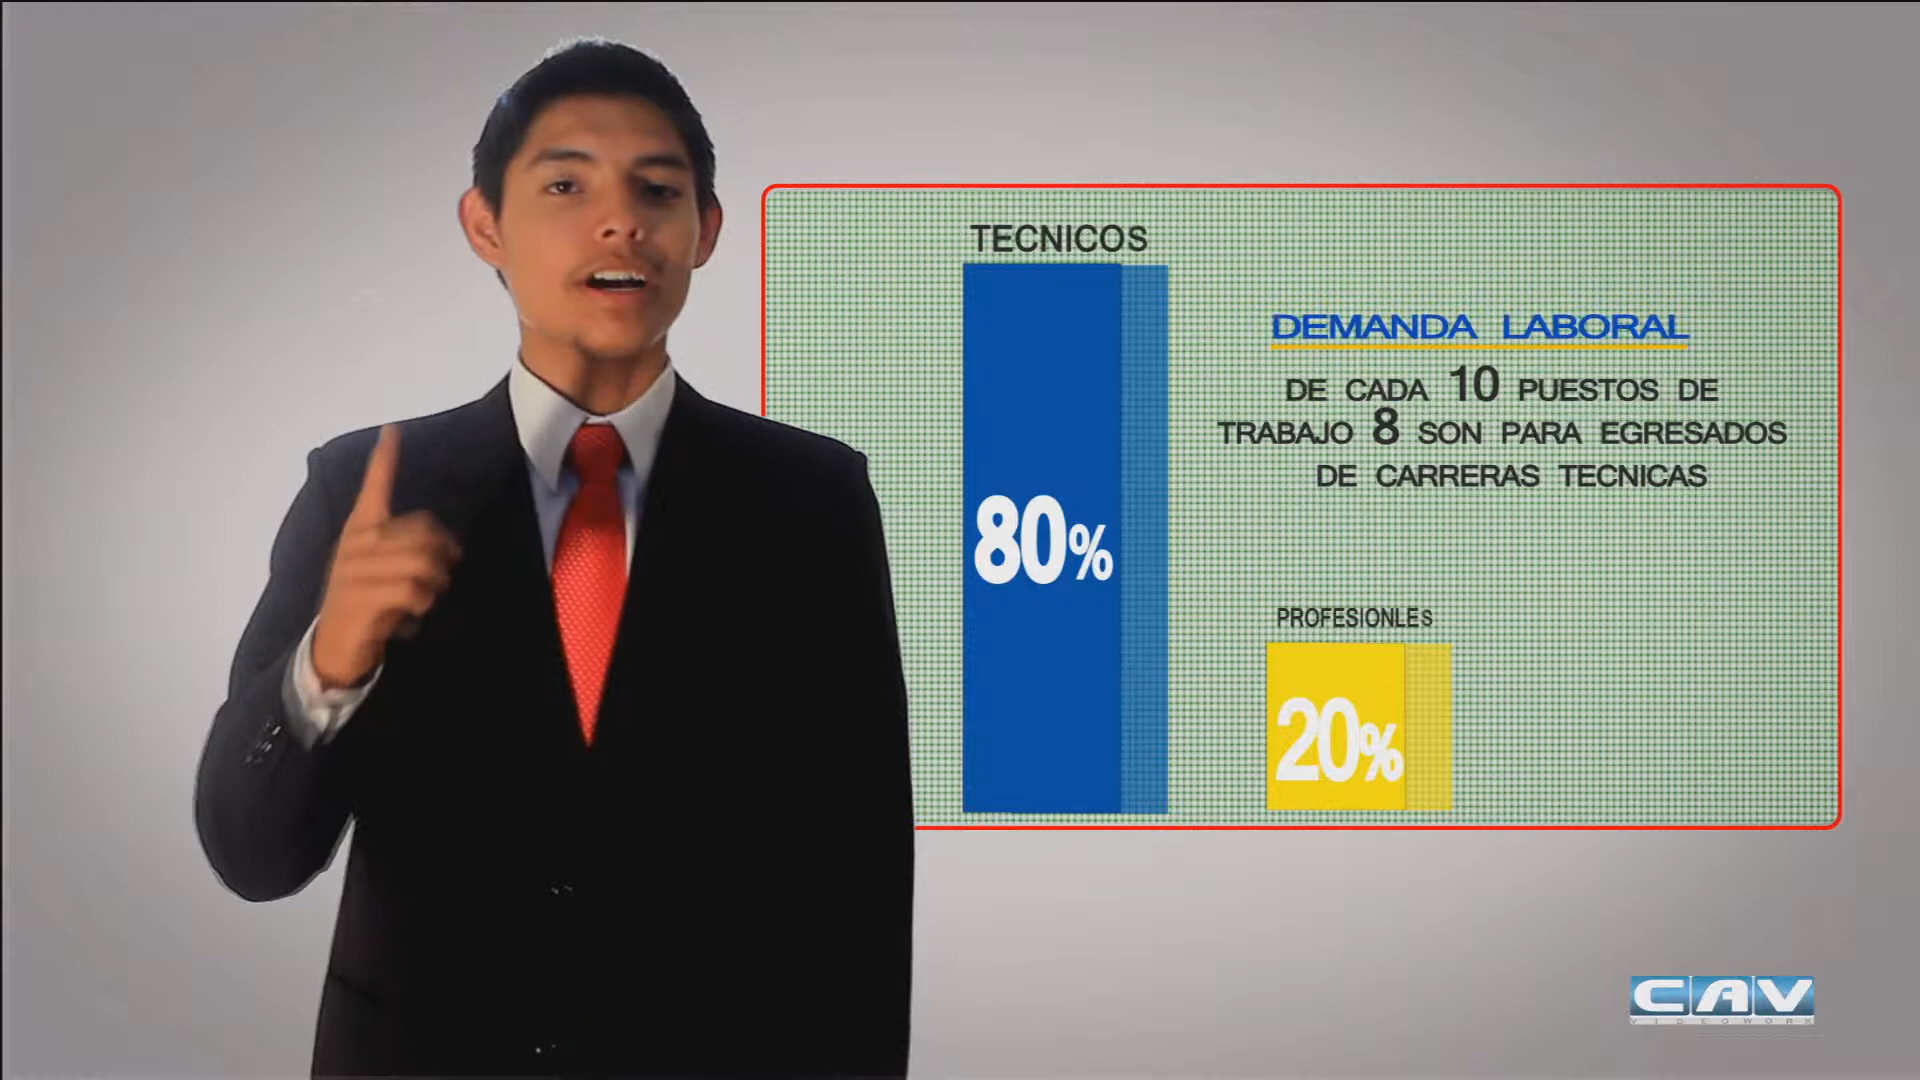 TECNICOS
80%
DEMANDA LABORAL
DE CADA 10 PUESTOS DE
TRABAJO 8 SON PARA EGRESADOS
DE CARRERAS TECNICAS
PROFESIONLES
20%
CAV
VIDEOWORK